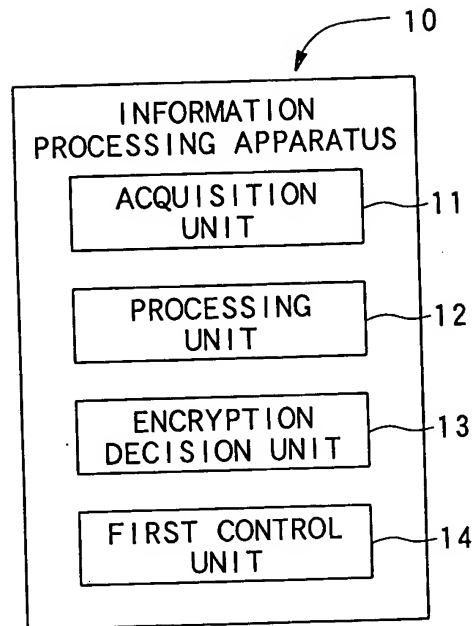 10
INFORMATION
PROCESSING APPARATUS
ACQUISITION
UNIT
11
PROCESSING
UNIT
12
ENCRYPTION
DECISION UNIT
13
FIRST CONTROL
UNIT
14